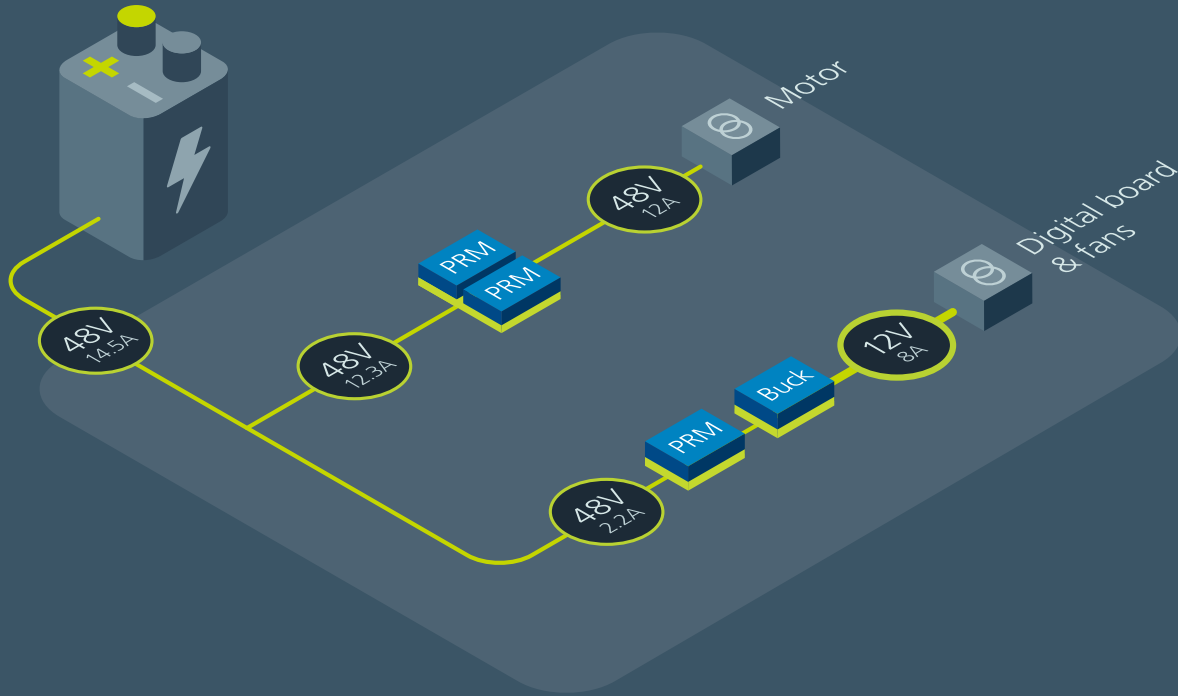 Motor
48V
12A
PRM
PRM
48V
12.3A
48V
14.5A
Digital board
& fans
12V
8A
Buck
PRM
48V
2.2A